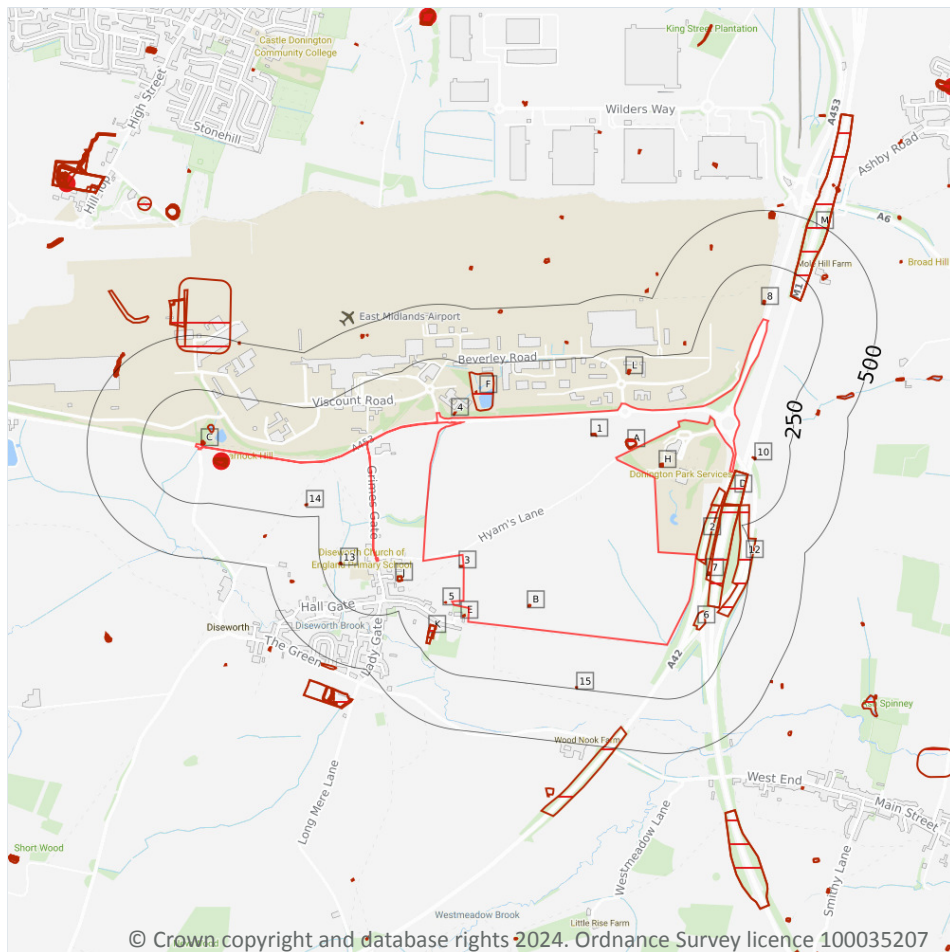 King Street Plantation
Castle Donington
Community College
High Street
Stonehill
Wilders Way
A453
Ashby Road
Hill Top
M
A6
Mole Hill Farm
Broad Hill
M1
8
East Midlands Airport
500
Beverley Road
L
F
250
Viscount Road
4
1
C
A453
A
H
10
Donington Park Services
D
Grimes Gate
14
Hyam's Lane
2
12
13
Diseworth Church of
England Primary School
3
7
J
5
B
Hall Gate
E
6
Diseworth
Diseworth Brook
K
The Green
Lady Gate
A42
15
Spinney
Wood Nook Farm
West End
Long Mere Lane
Main Street
Short Wood
Westmeadow Lane
Smithy Lane
Westmeadow Brook
Little Rise Farm
© Crown copyright and database rights 2024. Ordnance Survey licence 100035207